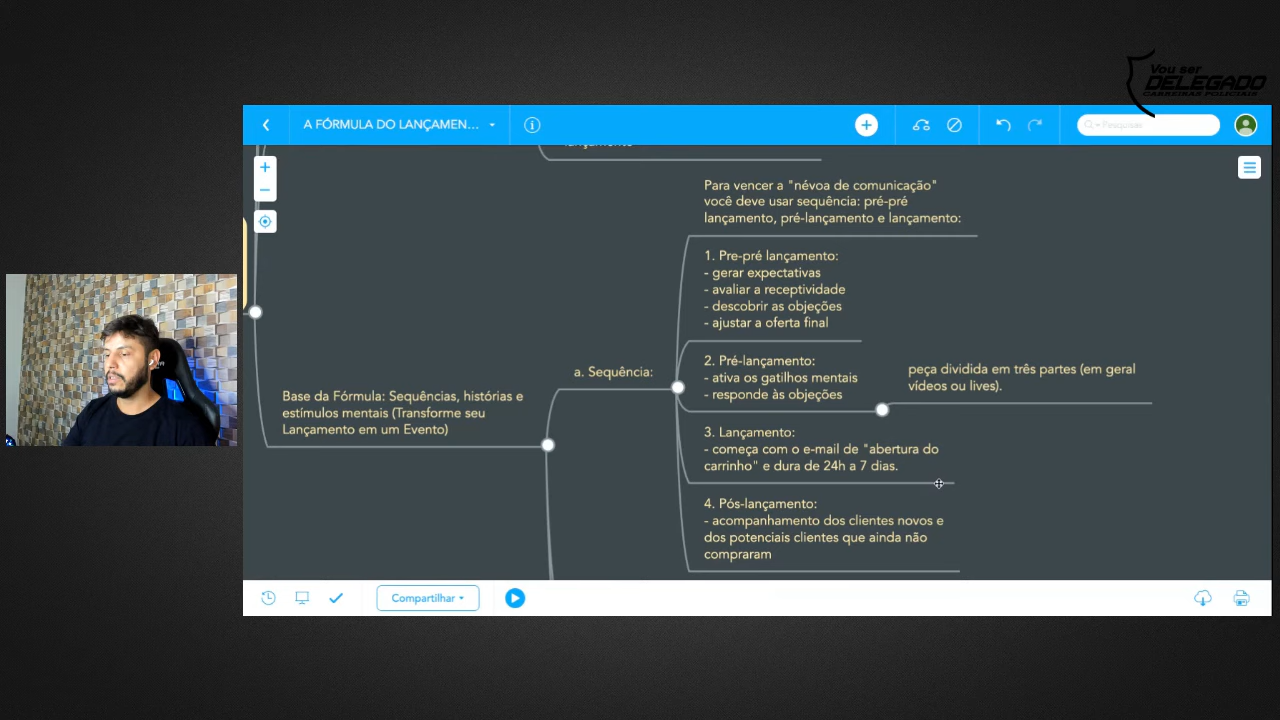 Vou ser
DELEGADO
CARREIRAS POLICIAIS
A FÓRMULA DO LANÇAMEN...
Pesquisar...
lançamento
Para vencer a "névoa de comunicação"
você deve usar sequência: pré-pré
lançamento, pré-lançamento e lançamento:
1. Pre-pré lançamento:
- gerar expectativas
- avaliar a receptividade
- descobrir as objeções
- ajustar a oferta final
a. Sequência:
2. Pré-lançamento:
- ativa os gatilhos mentais
- responde às objeções
peça dividida em três partes (em geral
vídeos ou lives).
Base da Fórmula: Sequências, histórias e
estímulos mentais (Transforme seu
Lançamento em um Evento)
3. Lançamento:
- começa com o e-mail de "abertura do
carrinho" e dura de 24h a 7 dias.
4. Pós-lançamento:
- acompanhamento dos clientes novos e
dos potenciais clientes que ainda não
compraram
Compartilhar